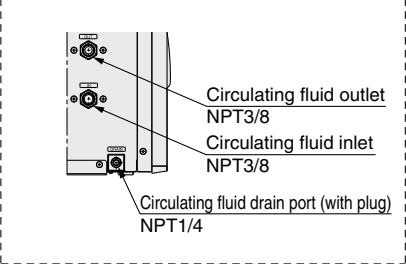 Circulating fluid outlet
NPT3/8
Circulating fluid inlet
NPT3/8
Circulating fluid drain port (with plug)
NPT1/4